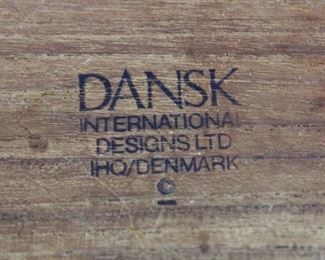 DANSK
INTERNATIONAL
DESIGNS LTD
IHQ/DENMARK
©